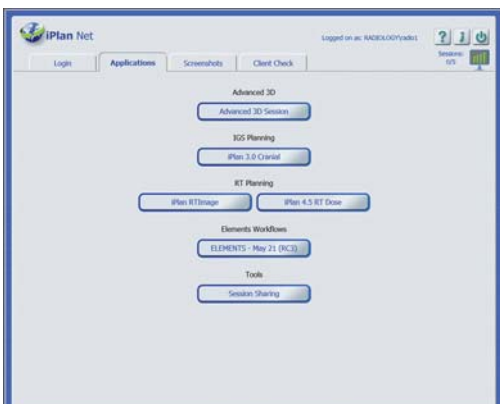 iPlan Net
Logged on as: RADIOLOGY\rado1
Sessions:
0/5
Login Applications Screenshots Client Check
Advanced 3D
Advanced 3D Session
IGS Planning
iPlan 3.0 Cranial
RT Planning
iPlan RTImage iPlan 4.5 RT Dose
Elements Workflows
ELEMENTS - May 21 (RC3)
Tools
Session Sharing